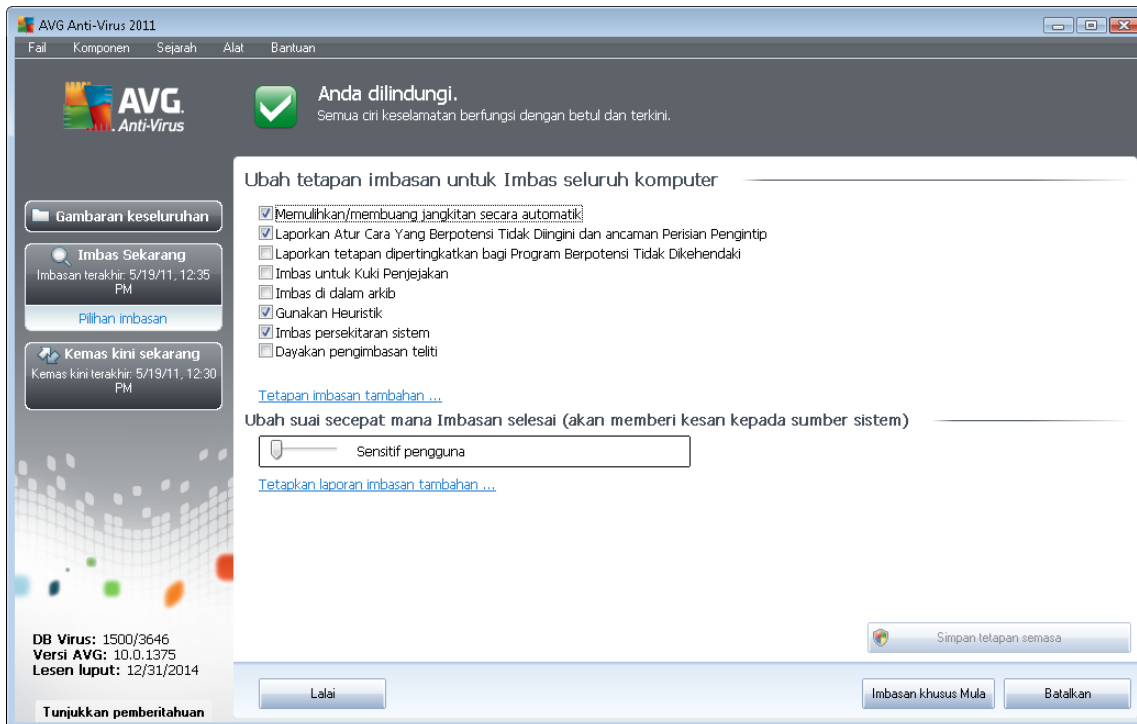 AVG Anti-Virus 2011
Fail Komponen Sejarah Alat Bantuan
AVG.
Anti-Virus
Anda dilindungi.
Semua ciri keselamatan berfungsi dengan betul dan terkini.
Gambaran keseluruhan
Imbas Sekarang
Imbasan terakhir: 5/19/11, 12:35
PM
Pilihan imbasan
Kemas kini sekarang
Kemas kini terakhir: 5/19/11, 12:30
PM
DB Virus: 1500/3646
Versi AVG: 10.0.1375
Lesen luput: 12/31/2014
Tunjukkan pemberitahuan
Ubah tetapan imbasan untuk Imbas seluruh komputer
Memulihkan/membuang jangkitan secara automatik
Laporkan Atur Cara Yang Berpotensi Tidak Diingini dan ancaman Perisian Pengintip
Laporkan tetapan dipertingkatkan bagi Program Berpotensi Tidak Dikehendaki
Imbas untuk Kuki Penjejakan
Imbas di dalam arkib
Gunakan Heuristik
Imbas persekitaran sistem
Dayakan pengimbasan teliti
Tetapan imbasan tambahan ...
Ubah suai secepat mana Imbasan selesai (akan memberi kesan kepada sumber sistem)
Sensitif pengguna
Tetapkan laporan imbasan tambahan ...
Simpan tetapan semasa
Lalai
Imbasan khusus Mula
Batalkan